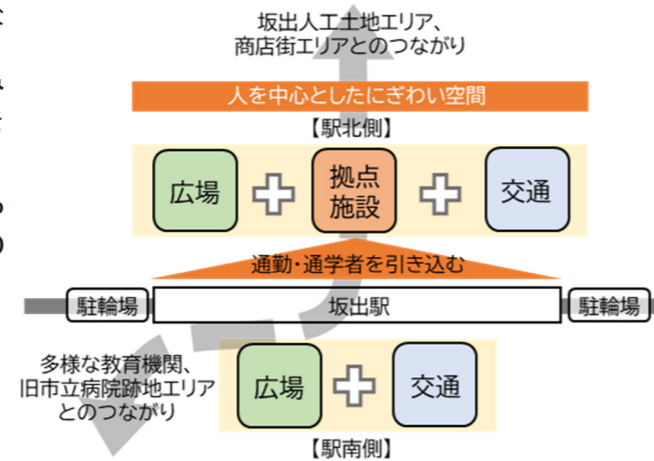 坂出人工土地エリア、
商店街エリアとのつながり
人を中心としたにぎわい空間
【駅北側】
広場
拠点
施設
交通
通勤・通学者を引き込む
駐輪場
坂出駅
駐輪場
多様な教育機関、
旧市立病院跡地エリア
とのつながり
広場
交通
【駅南側】